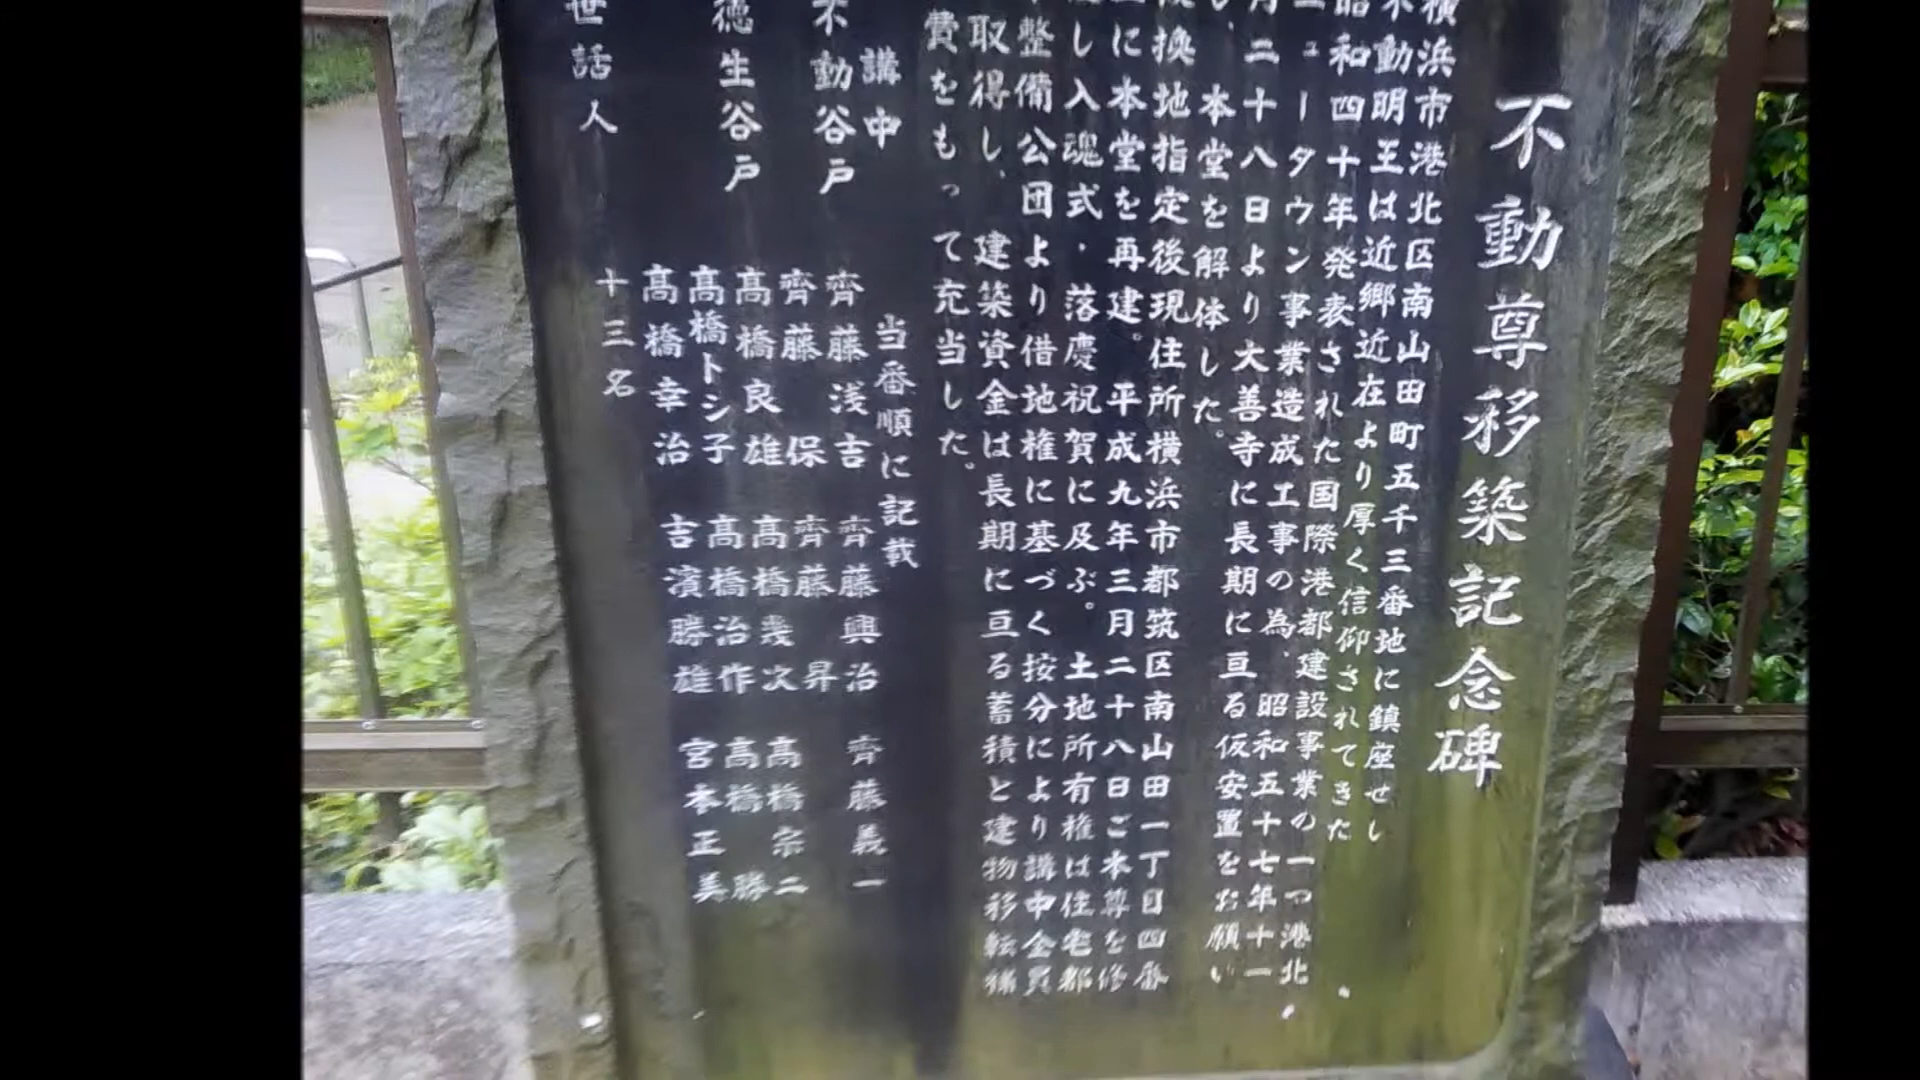 不動尊移築記念碑
横浜市港北区南山田町五千三番地に鎮座せし
不動明王は近郷近在より厚く信仰されてきた
昭和四十年発表された国際港都建設事業の一つ港北
ニュータウン事業造成工事の為、昭和五十七年十一
月二十八日より大善寺に長期に亘る仮安置をお願い
し、本堂を解体した。
換地指定後現住所横浜市都筑区南山田一丁目四番
に本堂を再建。平成九年三月二十八日ご本尊を修
し入魂式・落慶祝賀に及ぶ。土地所有権は住宅都
整備公団より借地権に基づく按分により講中全員
取得し、建築資金は長期に亘る蓄積と建物移転補
費をもって充当した。
講中 当番順に記載
不動谷戸 齊藤浅吉 齊藤興治 齊藤義一
齊藤保 齊藤昇
徳生谷戸 髙橋良雄 髙橋幾次 髙橋宗二
髙橋トシ子 髙橋治作 髙橋勝
髙橋幸治 吉濱勝雄 宮本正美
世話人 十三名